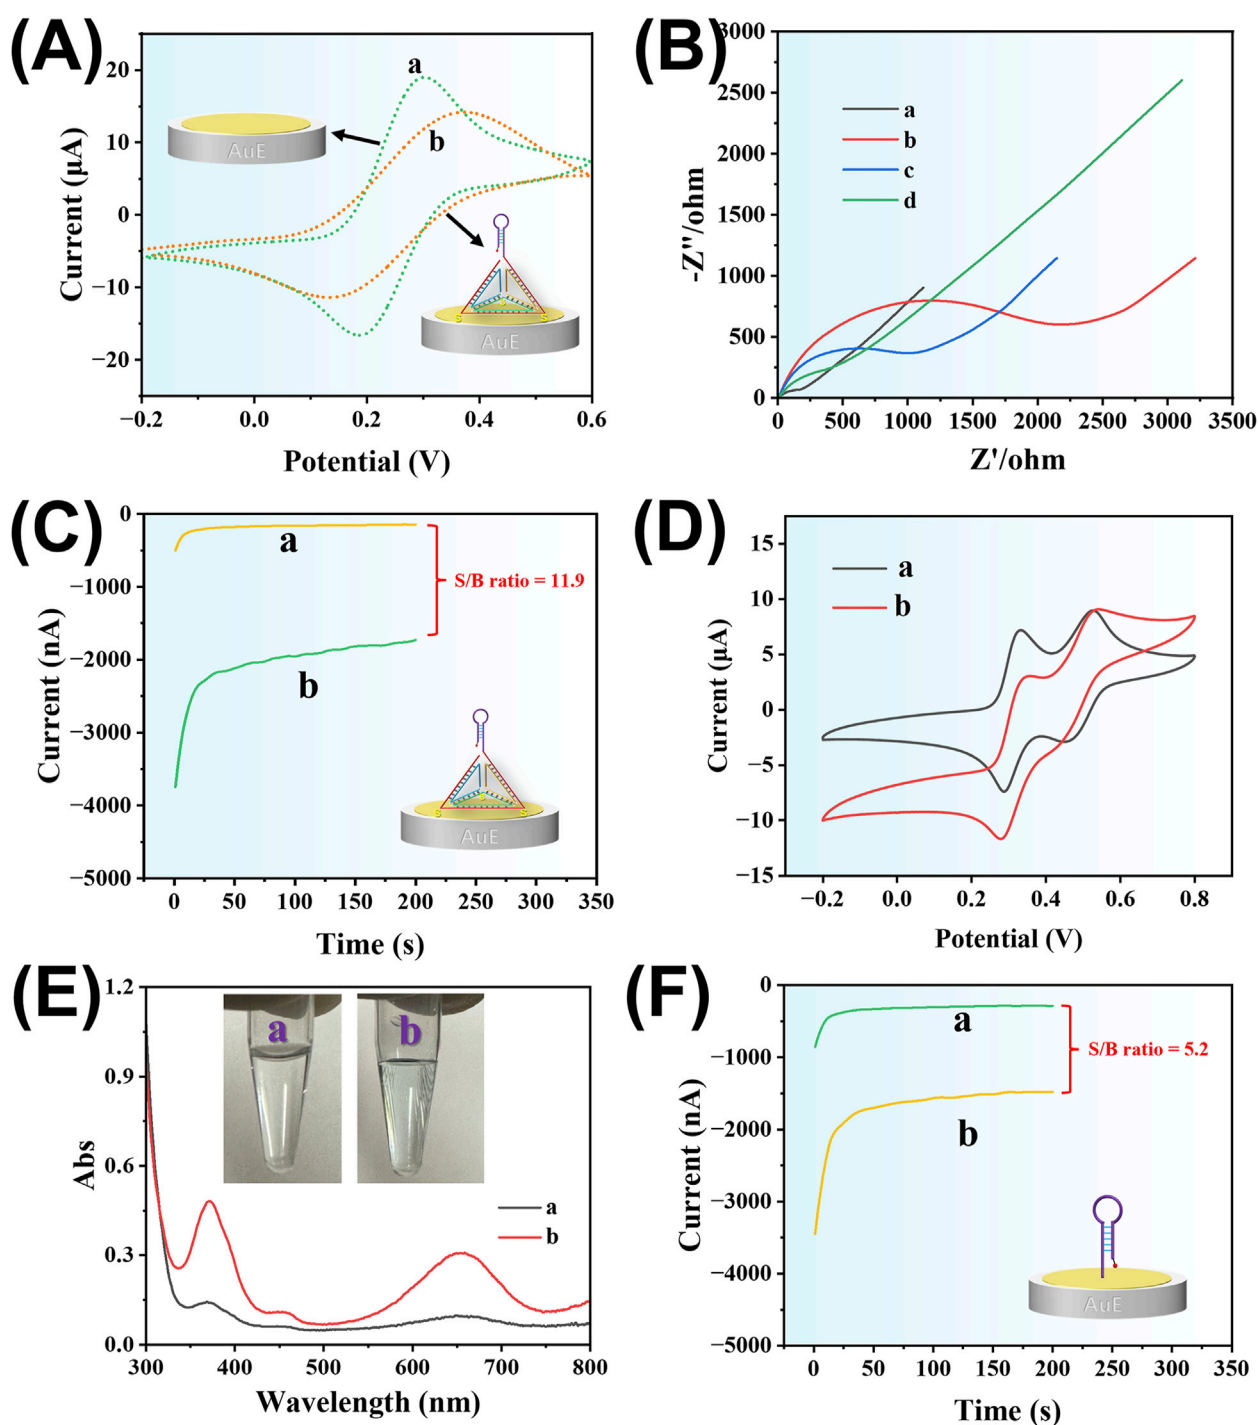 (A)
20
10
0
−10
−20
Current (μA)
−0.2
0.0
0.2
0.4
0.6
Potential (V)
a
b
AuE
S
S
S
AuE
(B)
3000
2500
2000
1500
1000
500
0
-Z''/ohm
0
500
1000
1500
2000
2500
3000
3500
Z'/ohm
a
b
c
d
(C)
0
−1000
−2000
−3000
−4000
−5000
Current (nA)
0
50
100
150
200
250
300
350
Time (s)
a
b
S/B ratio = 11.9
S
S
S
AuE
(D)
15
10
5
0
−5
−10
−15
Current (μA)
−0.2
0.0
0.2
0.4
0.6
0.8
Potential (V)
a
b
(E)
1.2
0.9
0.6
0.3
0.0
Abs
300
400
500
600
700
800
Wavelength (nm)
a
b
a
b
(F)
0
−1000
−2000
−3000
−4000
−5000
Current (nA)
0
50
100
150
200
250
300
350
Time (s)
a
b
S/B ratio = 5.2
AuE